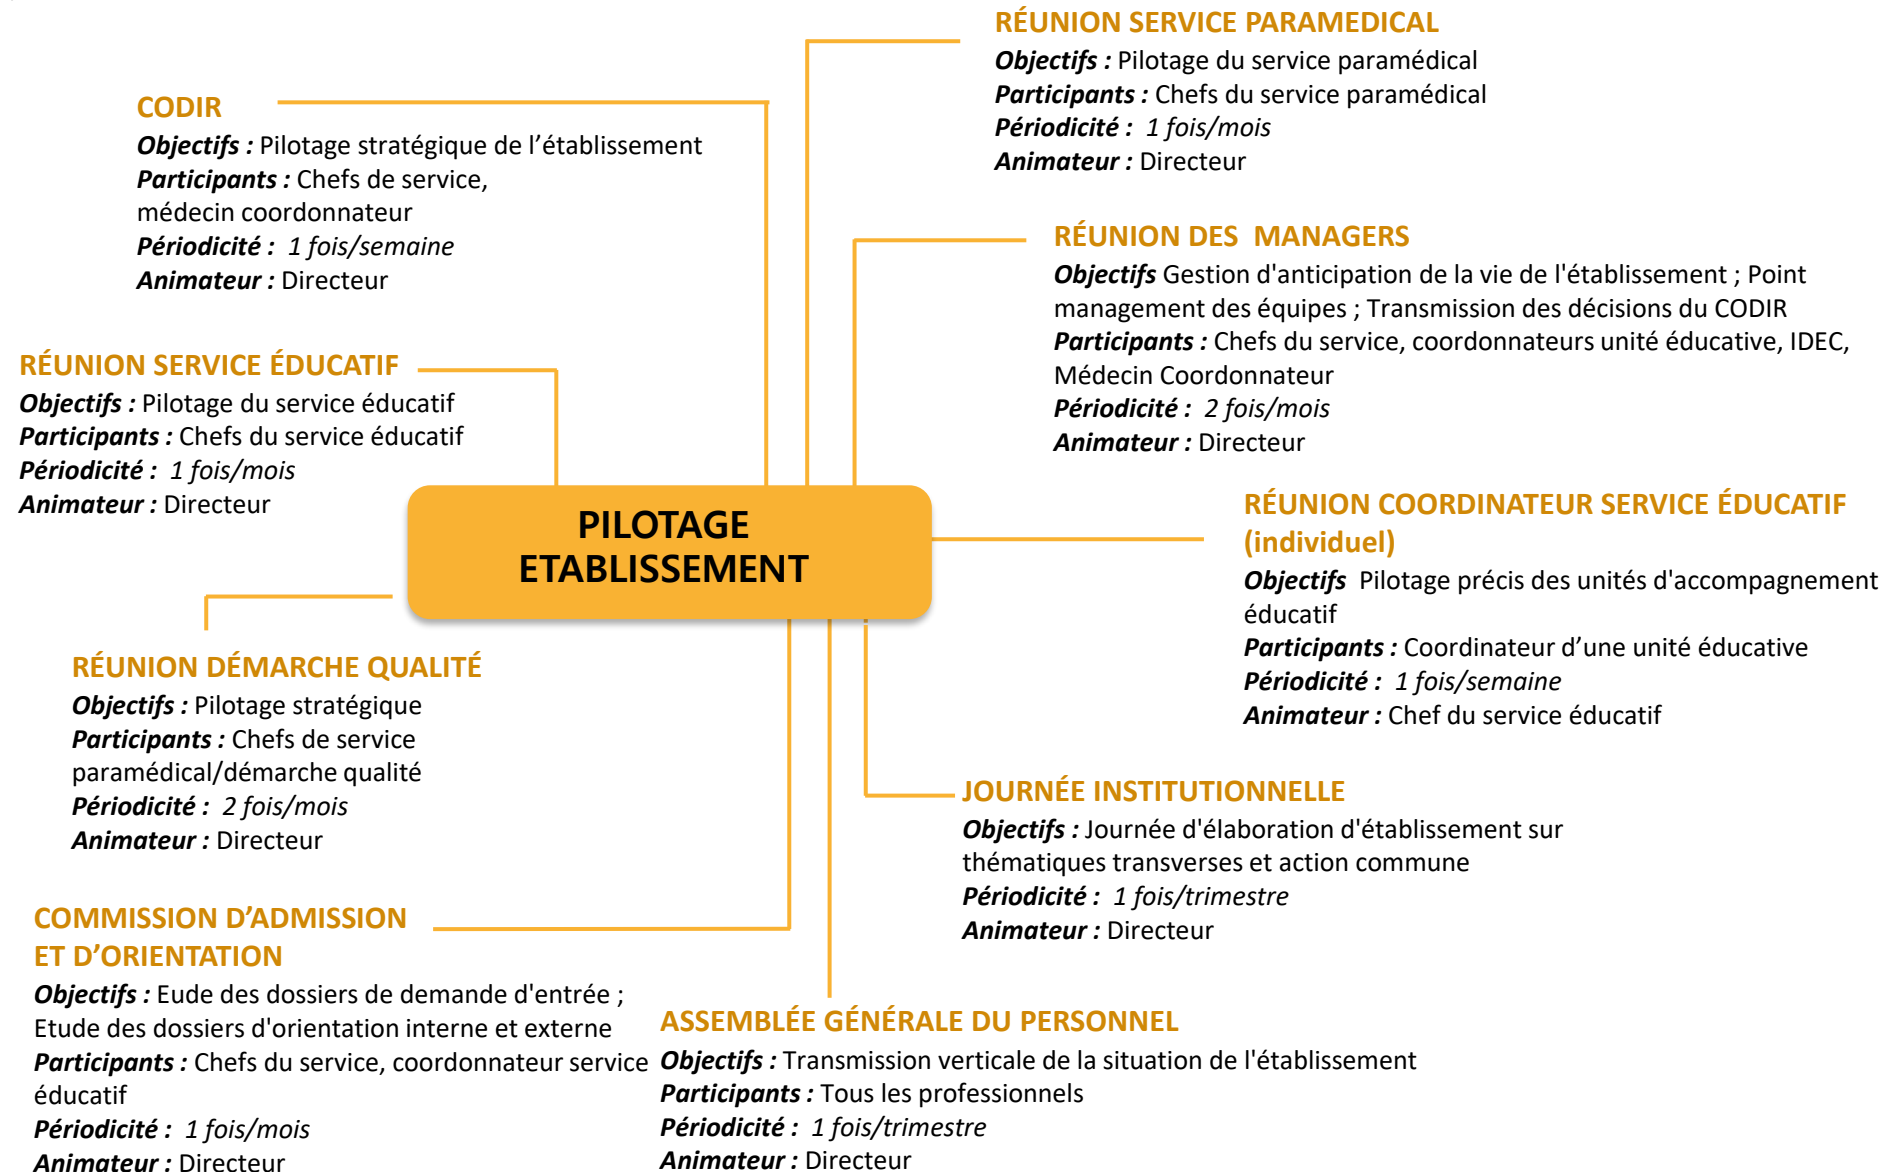 RÉUNION SERVICE PARAMEDICAL
Objectifs : Pilotage du service paramédical
Participants : Chefs du service paramédical
Périodicité : 1 fois/mois
Animateur : Directeur
CODIR
Objectifs : Pilotage stratégique de l’établissement
Participants : Chefs de service,
médecin coordonnateur
Périodicité : 1 fois/semaine
Animateur : Directeur
RÉUNION DES MANAGERS
Objectifs Gestion d'anticipation de la vie de l'établissement ; Point
management des équipes ; Transmission des décisions du CODIR
Participants : Chefs du service, coordonnateurs unité éducative, IDEC,
Médecin Coordonnateur
Périodicité : 2 fois/mois
Animateur : Directeur
RÉUNION SERVICE ÉDUCATIF
Objectifs : Pilotage du service éducatif
Participants : Chefs du service éducatif
Périodicité : 1 fois/mois
Animateur : Directeur
PILOTAGE
ETABLISSEMENT
RÉUNION COORDINATEUR SERVICE ÉDUCATIF
(individuel)
Objectifs Pilotage précis des unités d'accompagnement
éducatif
Participants : Coordinateur d’une unité éducative
Périodicité : 1 fois/semaine
Animateur : Chef du service éducatif
RÉUNION DÉMARCHE QUALITÉ
Objectifs : Pilotage stratégique
Participants : Chefs de service
paramédical/démarche qualité
Périodicité : 2 fois/mois
Animateur : Directeur
JOURNÉE INSTITUTIONNELLE
Objectifs : Journée d'élaboration d'établissement sur
thématiques transverses et action commune
Périodicité : 1 fois/trimestre
Animateur : Directeur
COMMISSION D’ADMISSION
ET D’ORIENTATION
Objectifs : Eude des dossiers de demande d'entrée ;
Etude des dossiers d'orientation interne et externe
Participants : Chefs du service, coordonnateur service
éducatif
Périodicité : 1 fois/mois
Animateur : Directeur
ASSEMBLÉE GÉNÉRALE DU PERSONNEL
Objectifs : Transmission verticale de la situation de l'établissement
Participants : Tous les professionnels
Périodicité : 1 fois/trimestre
Animateur : Directeur